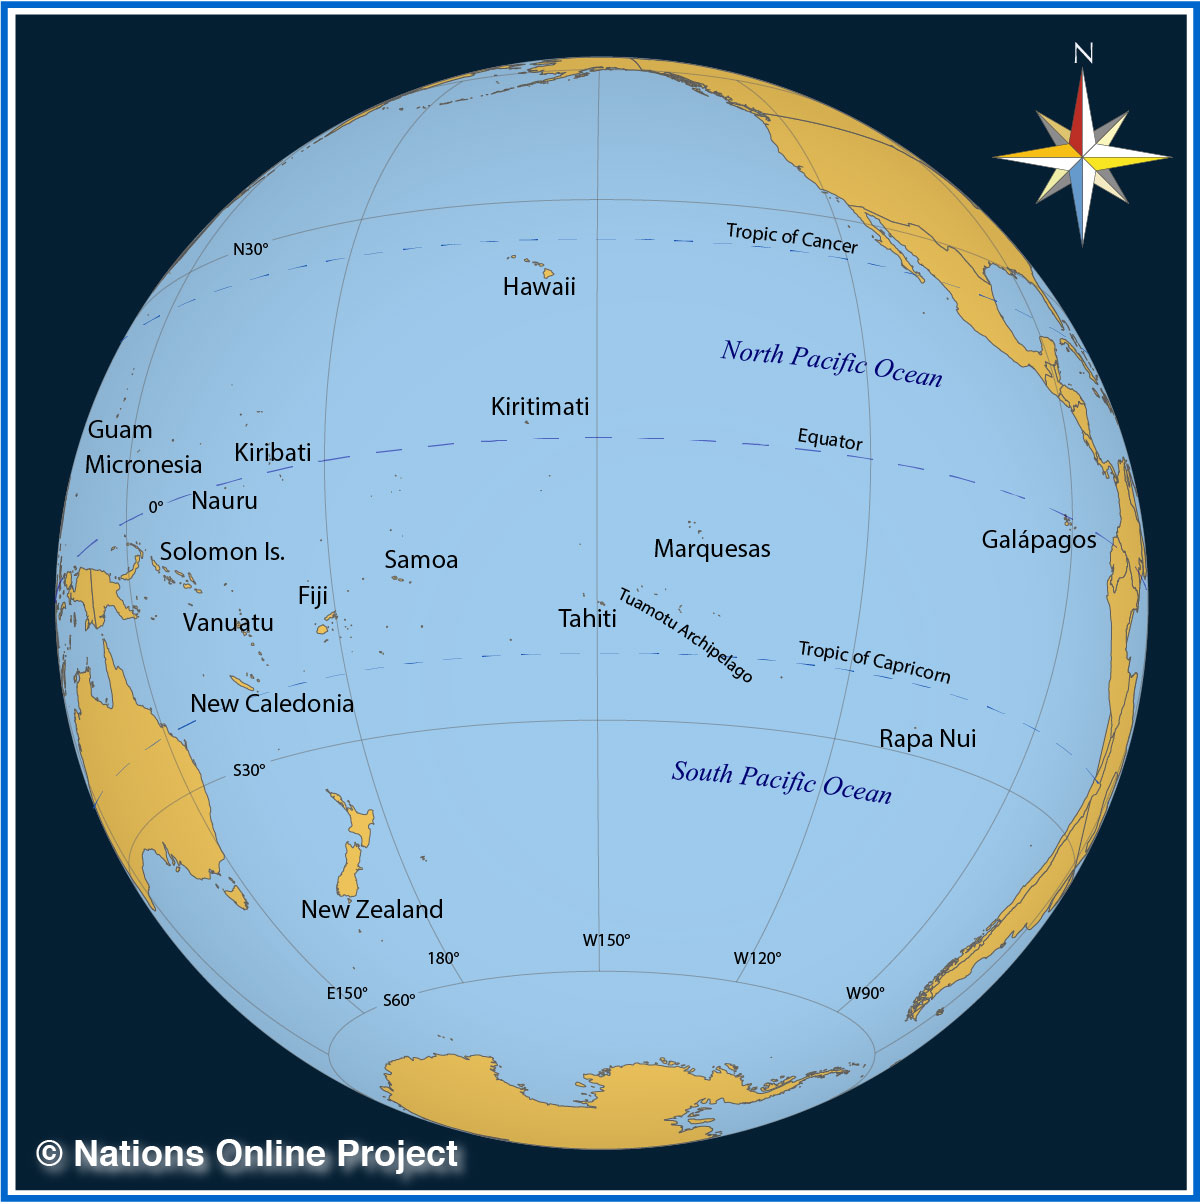 N
Tropic of Cancer
N30°
Hawaii
North Pacific Ocean
Kiritimati
Guam
Equator
Kiribati
Micronesia
Nauru
0°
Galápagos
Solomon Is.
Marquesas
Samoa
Fiji
Tahiti
Tuamotu Archipelago
Vanuatu
Tropic of Capricorn
New Caledonia
Rapa Nui
S30°
South Pacific Ocean
New Zealand
W150°
180°
W120°
E150°
S60°
W90°
© Nations Online Project